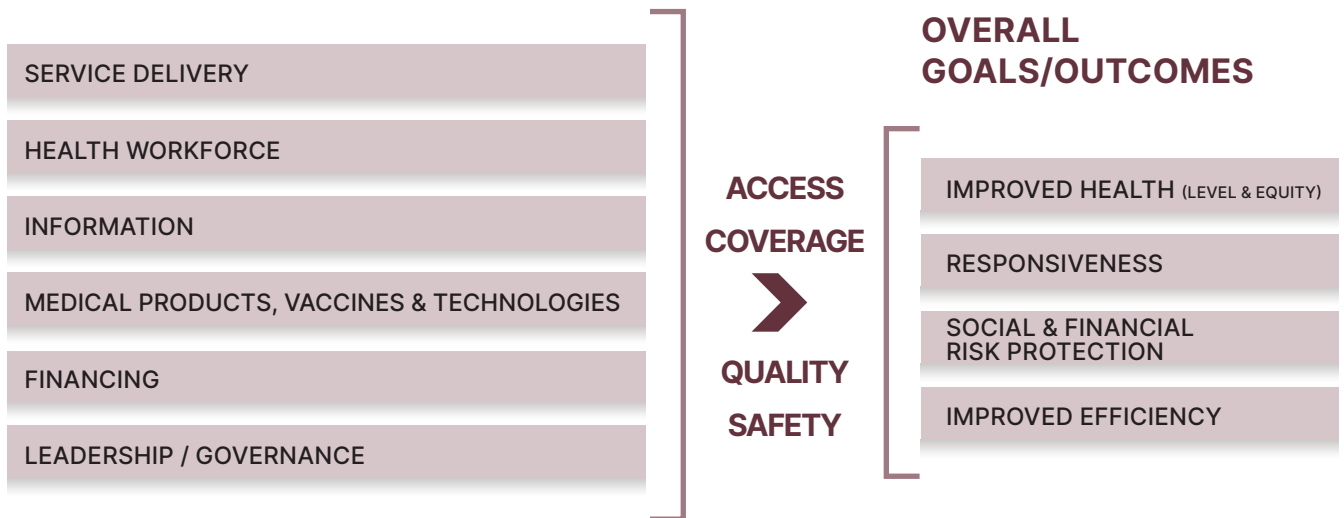 SERVICE DELIVERY
HEALTH WORKFORCE
INFORMATION
MEDICAL PRODUCTS, VACCINES & TECHNOLOGIES
FINANCING
LEADERSHIP / GOVERNANCE
ACCESS
COVERAGE
QUALITY
SAFETY
OVERALL
GOALS/OUTCOMES
IMPROVED HEALTH (LEVEL & EQUITY)
RESPONSIVENESS
SOCIAL & FINANCIAL
RISK PROTECTION
IMPROVED EFFICIENCY